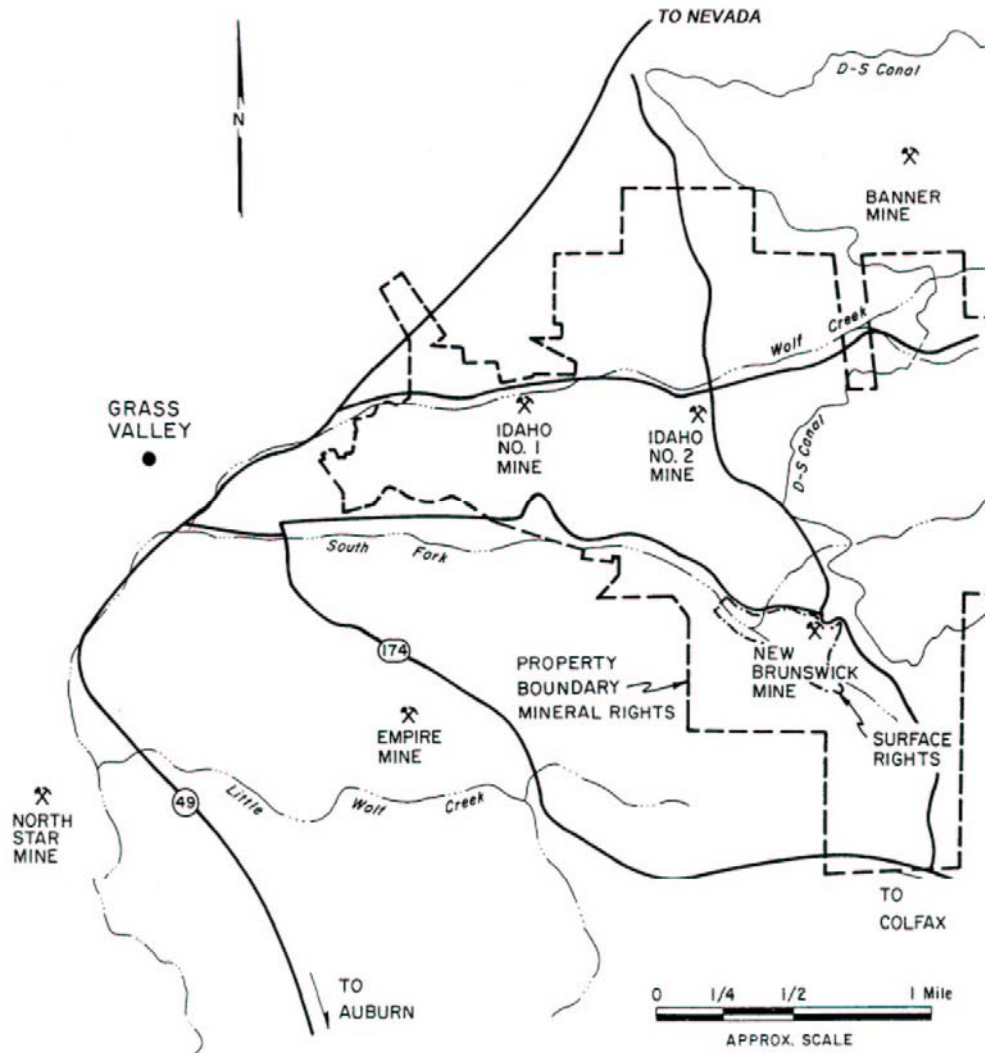 TO NEVADA
D-S Canal
N
BANNER
MINE
Wolf Creek
GRASS
VALLEY
IDAHO
NO. 1
MINE
IDAHO
NO. 2
MINE
D-S Canal
South Fork
174
PROPERTY
BOUNDARY
MINERAL RIGHTS
NEW
BRUNSWICK
MINE
SURFACE
RIGHTS
EMPIRE
MINE
Little Wolf Creek
49
NORTH
STAR
MINE
TO
COLFAX
TO
AUBURN
0 1/4 1/2 1 Mile
APPROX. SCALE